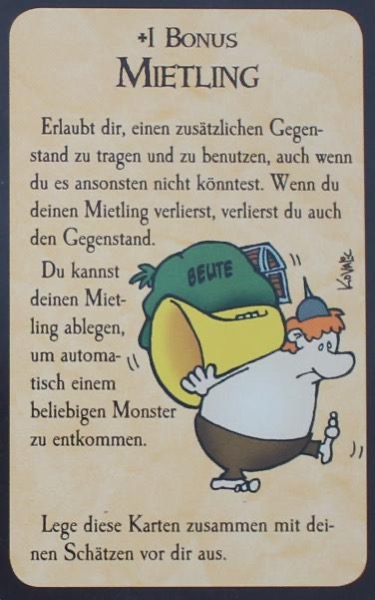 +1 Bonus
Mietling
Erlaubt dir, einen zusätzlichen Gegen-
stand zu tragen und zu benutzen, auch wenn
du es ansonsten nicht könntest. Wenn du
deinen Mietling verlierst, verlierst du auch
den Gegenstand.
Du kannst
deinen Miet-
ling ablegen,
um automa-
tisch einem
beliebigen Monster
zu entkommen.
BEUTE
KOVALIC
Lege diese Karten zusammen mit dei-
nen Schätzen vor dir aus.